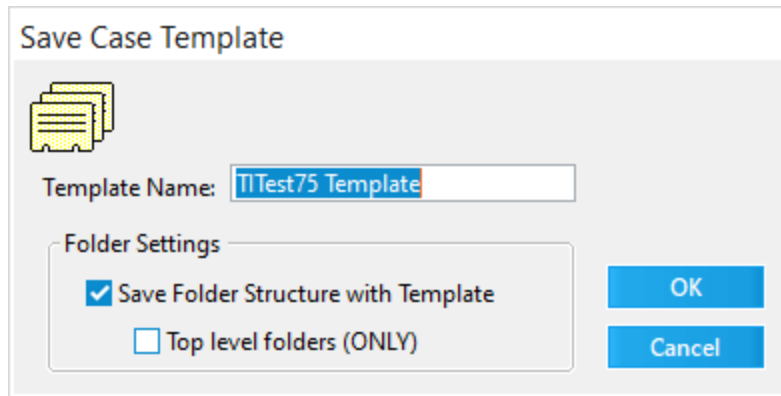 Save Case Template
Template Name: TlTest75 Template
Folder Settings
Save Folder Structure with Template
Top level folders (ONLY)
OK
Cancel